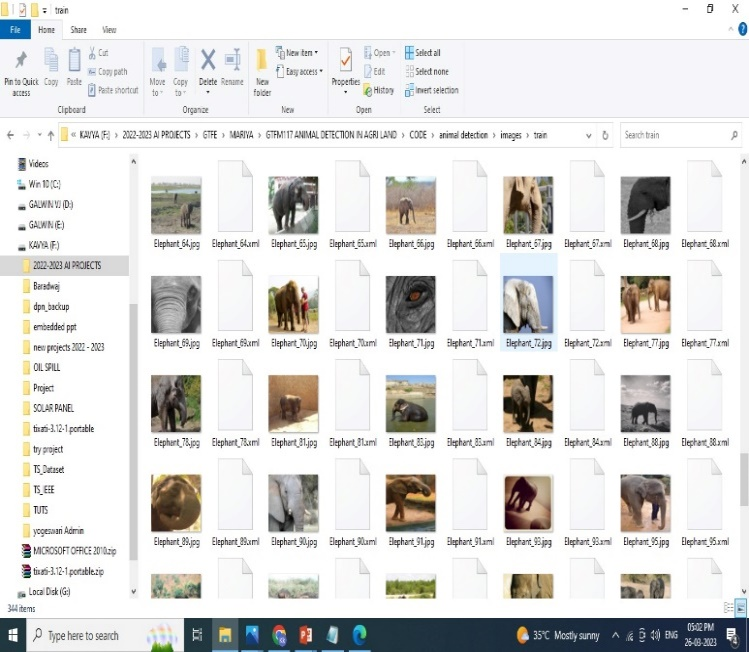 train
File Home Share View
Pin to Quick access
Copy
Paste
Cut
Copy path
Paste shortcut
Move to
Copy to
Delete
Rename
New folder
New item
Easy access
Properties
Open
Edit
History
Select all
Select none
Invert selection
Clipboard Organize New Open Select
« KAVYA (F:) › 2022-2023 AI PROJECTS › GTFE › MARIYA › GTFM117 ANIMAL DETECTION IN AGRI LAND › CODE › animal detection › images › train
Search train
Videos
Win 10 (C:)
GALWIN VJ (D:)
GALWIN (E:)
KAVYA (F:)
2022-2023 AI PROJECTS
Baradwaj
dpn_backup
embedded ppt
new projects 2022 - 2023
OIL SPILL
Project
SOLAR PANEL
tixati-3.12-1.portable
try project
TS_Dataset
TS_IEEE
TUTS
yogeswari Admin
MICROSOFT OFFICE 2010.zip
tixati-3.12-1.portable.zip
Local Disk (G:)
Elephant_64.jpg Elephant_64.xml Elephant_65.jpg Elephant_65.xml Elephant_66.jpg Elephant_66.xml Elephant_67.jpg Elephant_67.xml Elephant_68.jpg Elephant_68.xml
Elephant_69.jpg Elephant_69.xml Elephant_70.jpg Elephant_70.xml Elephant_71.jpg Elephant_71.xml Elephant_72.jpg Elephant_72.xml Elephant_77.jpg Elephant_77.xml
Elephant_78.jpg Elephant_78.xml Elephant_81.jpg Elephant_81.xml Elephant_83.jpg Elephant_83.xml Elephant_84.jpg Elephant_84.xml Elephant_88.jpg Elephant_88.xml
Elephant_89.jpg Elephant_89.xml Elephant_90.jpg Elephant_90.xml Elephant_91.jpg Elephant_91.xml Elephant_93.jpg Elephant_93.xml Elephant_95.jpg Elephant_95.xml
344 items
Type here to search
35°C Mostly sunny
ENG
05:02 PM
26-03-2023
4